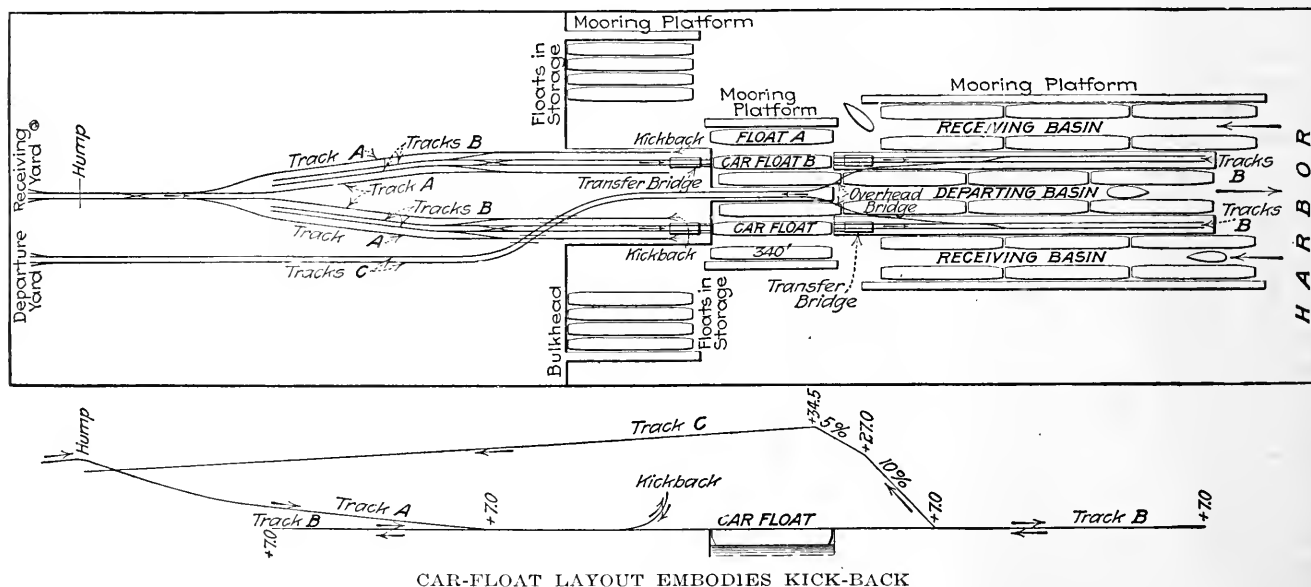 Mooring Platform
Floats in
Storage
Mooring
Platform
Mooring Platform
Receiving
Yard
Hump
Track A
Tracks B
Track A
Tracks B
Track
A
Tracks C
Departure
Yard
Kickback
Transfer Bridge
Kickback
FLOAT A
CAR FLOAT B
CAR FLOAT
340'
Overhead
Bridge
Transfer
Bridge
RECEIVING BASIN
DEPARTING BASIN
RECEIVING BASIN
Tracks
B
Tracks
B
HARBOR
Bulkhead
Floats in
Storage
Hump
Track C
+34.5
5%
+27.0
10%
+7.0
Track A
Track B
+7.0
+7.0
Kickback
CAR FLOAT
Track B
+7.0
CAR-FLOAT LAYOUT EMBODIES KICK-BACK